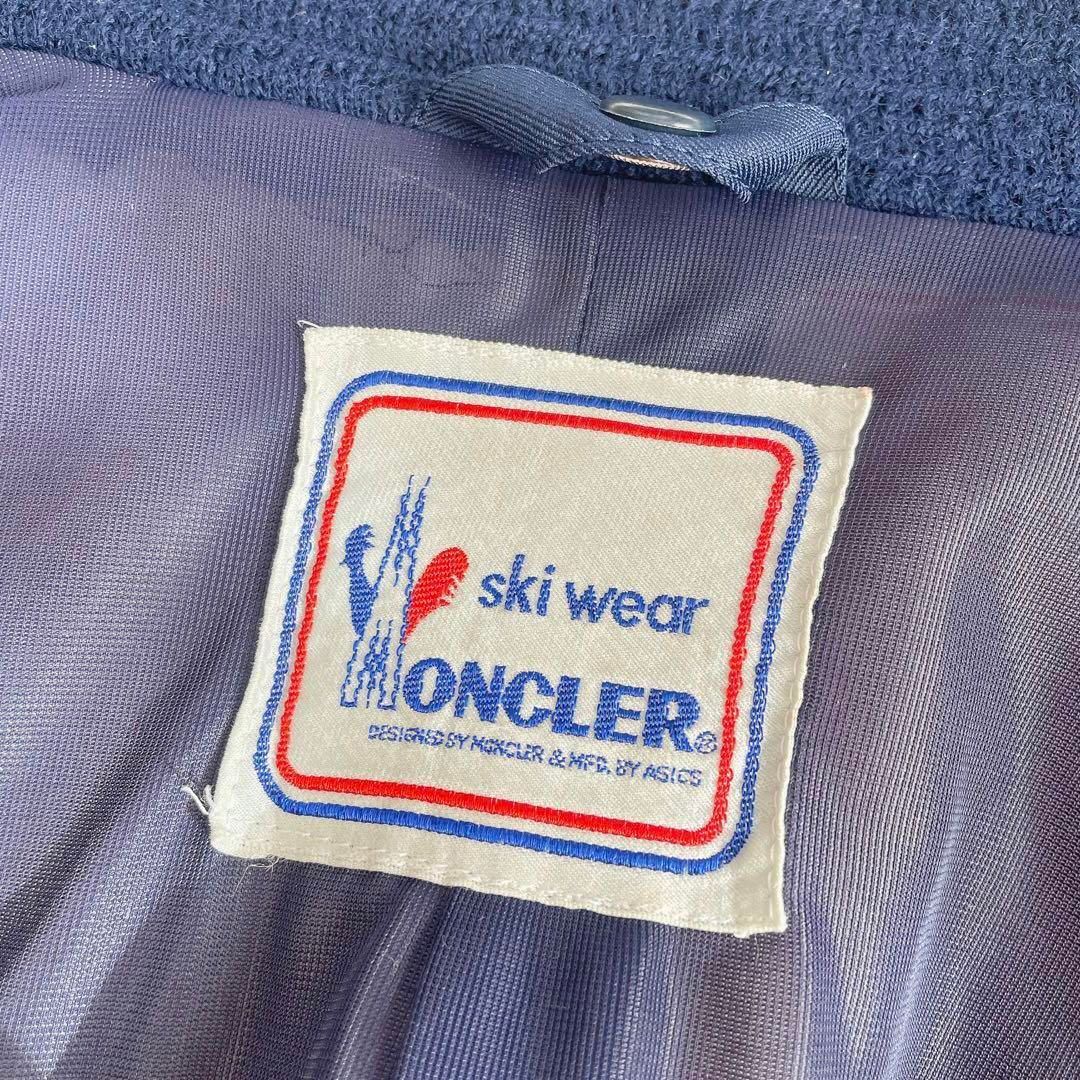 ski wear
MONCLER®
DESIGNED BY MONCLER & MFD. BY ASICS